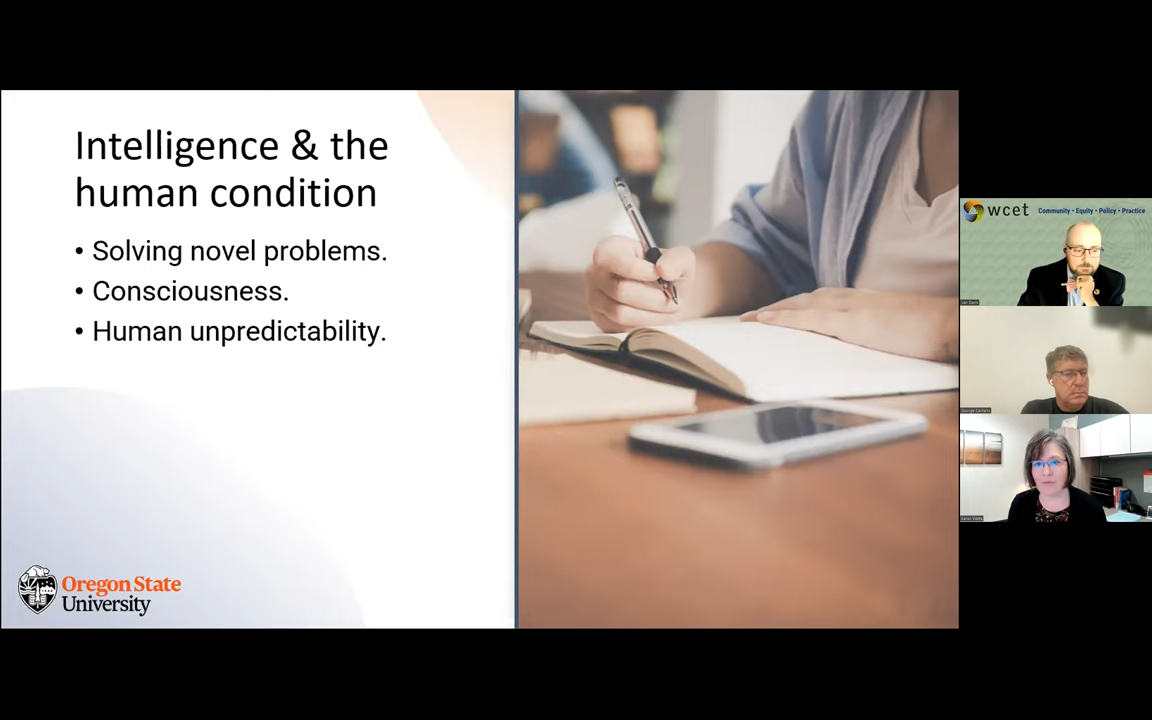 Intelligence & the
human condition
• Solving novel problems.
• Consciousness.
• Human unpredictability.
Oregon State
University
wcet
Community • Equity • Policy • Practice